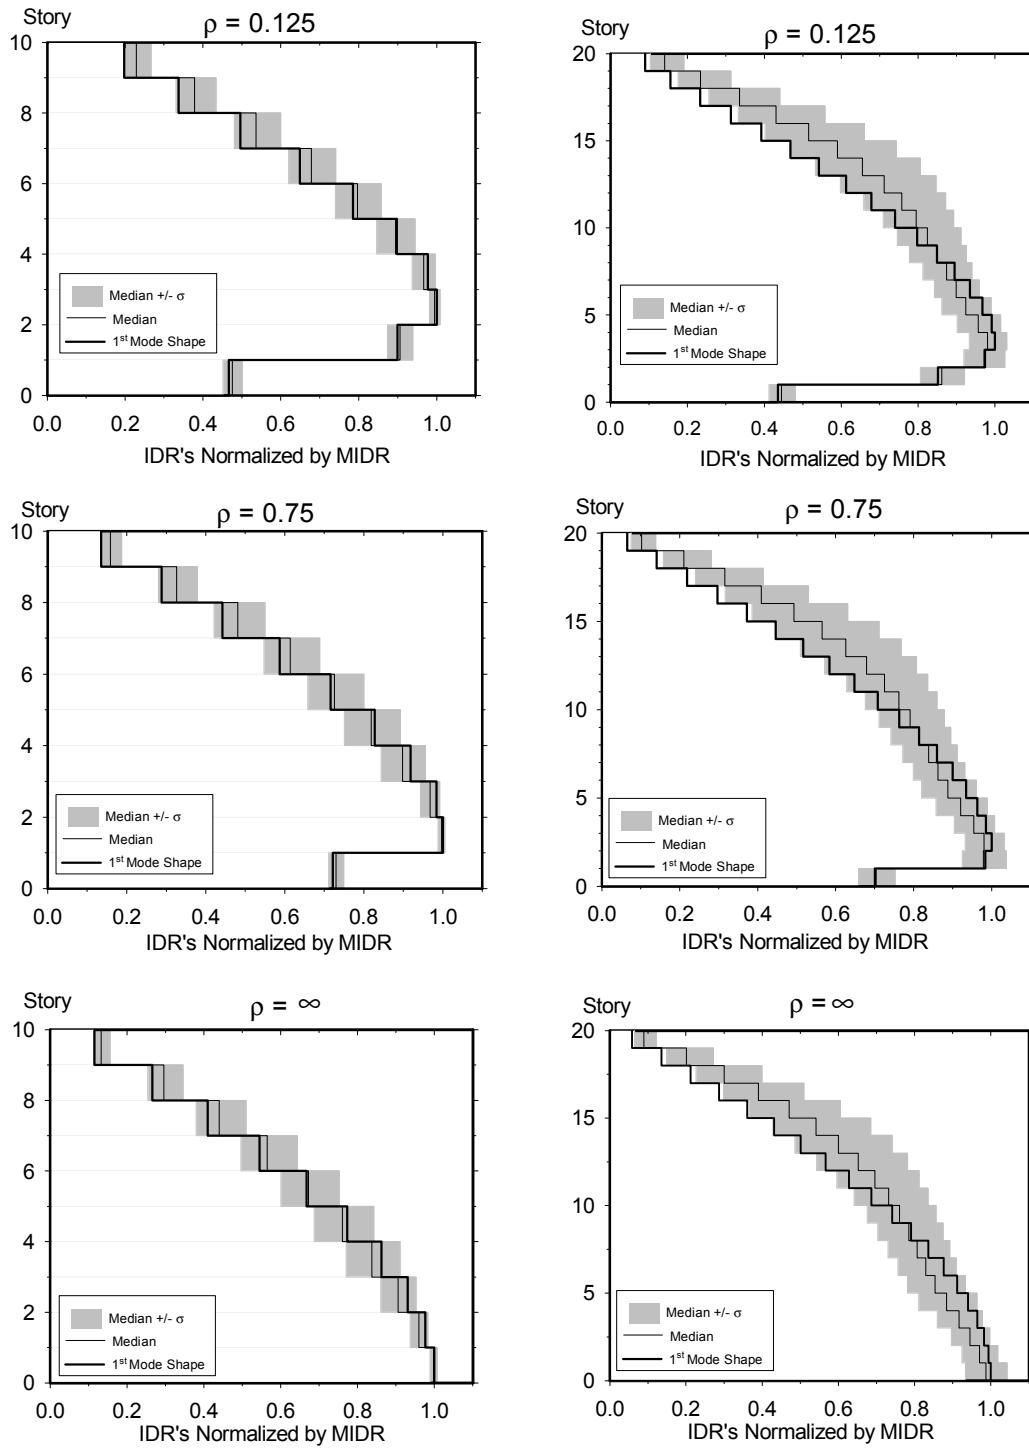 Story
ρ = 0.125
10
8
6
4
2
0
Median +/- σ
Median
1st Mode Shape
0.0 0.2 0.4 0.6 0.8 1.0
IDR's Normalized by MIDR
Story
ρ = 0.125
20
15
10
5
0
Median +/- σ
Median
1st Mode Shape
0.0 0.2 0.4 0.6 0.8 1.0
IDR's Normalized by MIDR
Story
ρ = 0.75
10
8
6
4
2
0
Median +/- σ
Median
1st Mode Shape
0.0 0.2 0.4 0.6 0.8 1.0
IDR's Normalized by MIDR
Story
ρ = 0.75
20
15
10
5
0
Median +/- σ
Median
1st Mode Shape
0.0 0.2 0.4 0.6 0.8 1.0
IDR's Normalized by MIDR
Story
ρ = ∞
10
8
6
4
2
0
Median +/- σ
Median
1st Mode Shape
0.0 0.2 0.4 0.6 0.8 1.0
IDR's Normalized by MIDR
Story
ρ = ∞
20
15
10
5
0
Median +/- σ
Median
1st Mode Shape
0.0 0.2 0.4 0.6 0.8 1.0
IDR's Normalized by MIDR